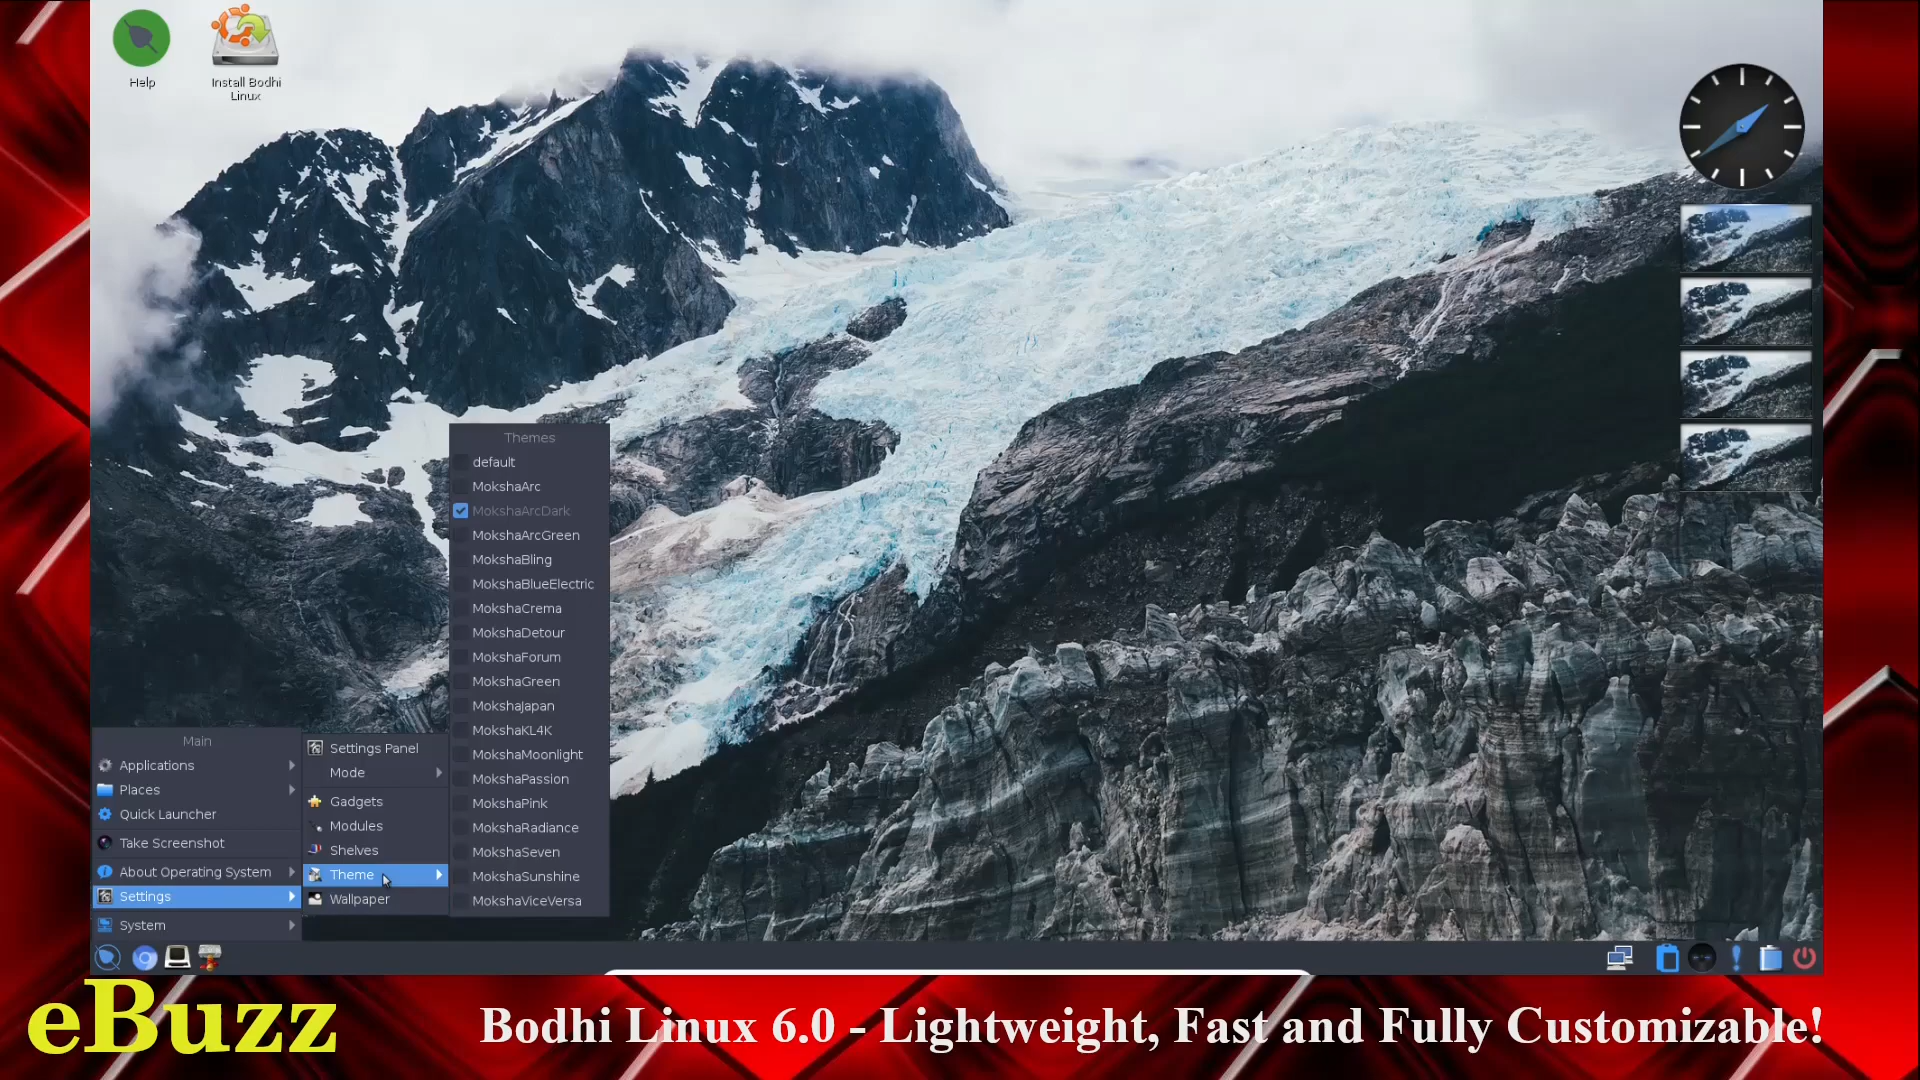 Help
Install Bodhi
Linux
Themes
default
MokshaArc
MokshaArcDark
MokshaArcGreen
MokshaBling
MokshaBlueElectric
MokshaCrema
MokshaDetour
MokshaForum
MokshaGreen
MokshaJapan
MokshaKL4K
MokshaMoonlight
MokshaPassion
MokshaPink
MokshaRadiance
MokshaSeven
MokshaSunshine
MokshaViceVersa
Main
Applications
Places
Quick Launcher
Take Screenshot
About Operating System
Settings
System
Settings Panel
Mode
Gadgets
Modules
Shelves
Theme
Wallpaper
eBuzz
Bodhi Linux 6.0 - Lightweight, Fast and Fully Customizable!